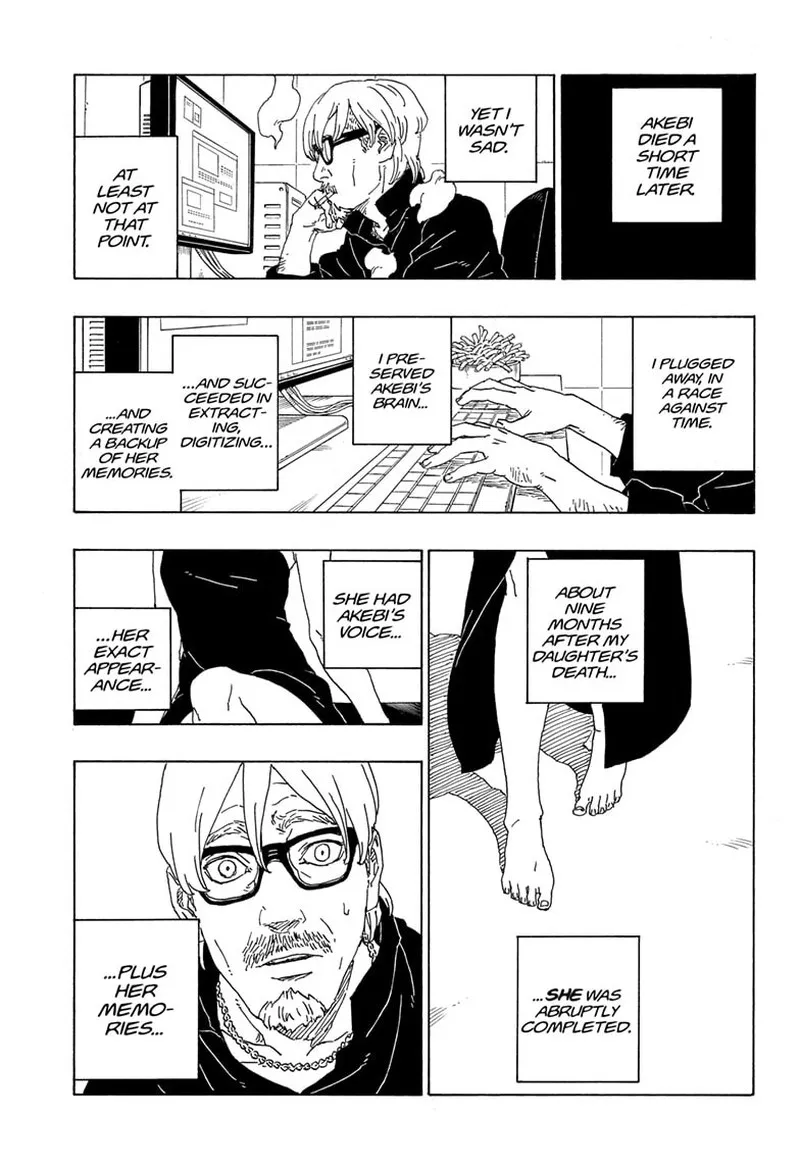 AKEBI
DIED A
SHORT
TIME
LATER.
YET I
WASN'T
SAD.
AT
LEAST
NOT AT
THAT
POINT.
I PLUGGED
AWAY, IN
A RACE
AGAINST
TIME.
I PRE-
SERVED
AKEBI'S
BRAIN...
...AND SUC-
CEEDED IN
EXTRACT-
ING,
DIGITIZING...
...AND
CREATING
A BACKUP
OF HER
MEMORIES.
ABOUT
NINE
MONTHS
AFTER MY
DAUGHTER'S
DEATH...
...SHE WAS
ABRUPTLY
COMPLETED.
SHE HAD
AKEBI'S
VOICE...
...HER
EXACT
APPEAR-
ANCE...
...PLUS
HER
MEMO-
RIES...